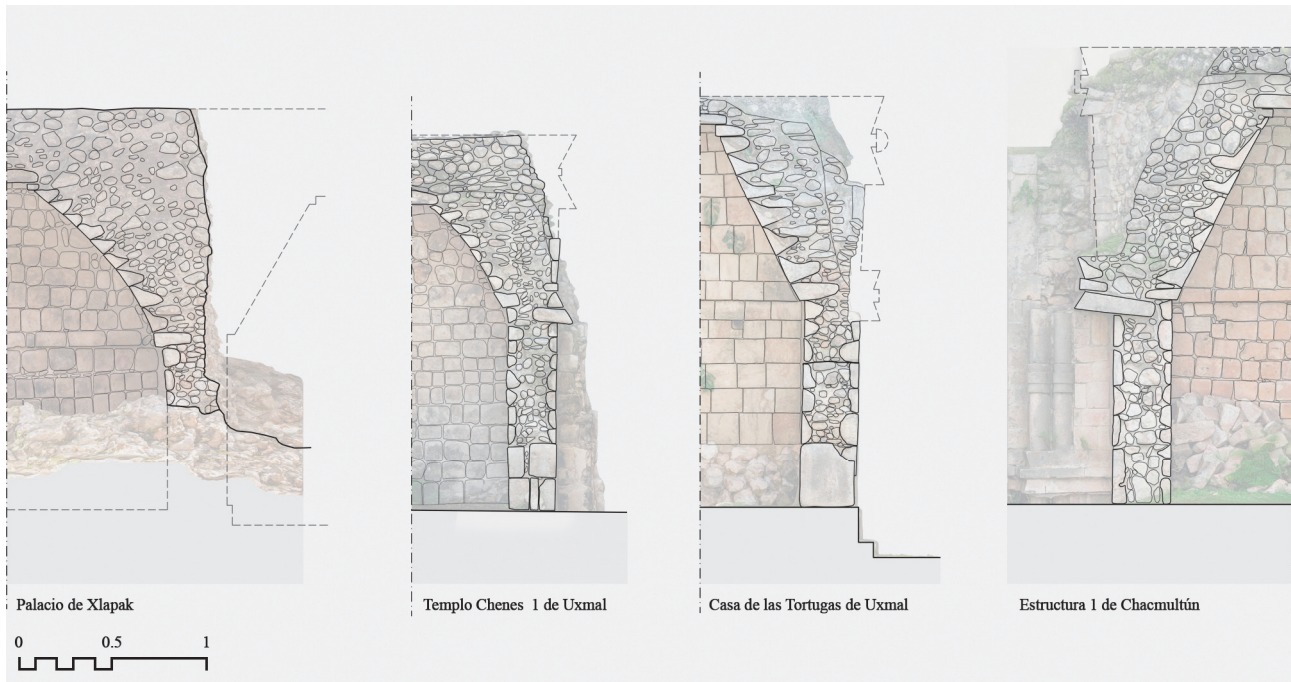 Palacio de Xlapak
Templo Chenes 1 de Uxmal
Casa de las Tortugas de Uxmal
Estructura 1 de Chacmultún
0 0.5 1